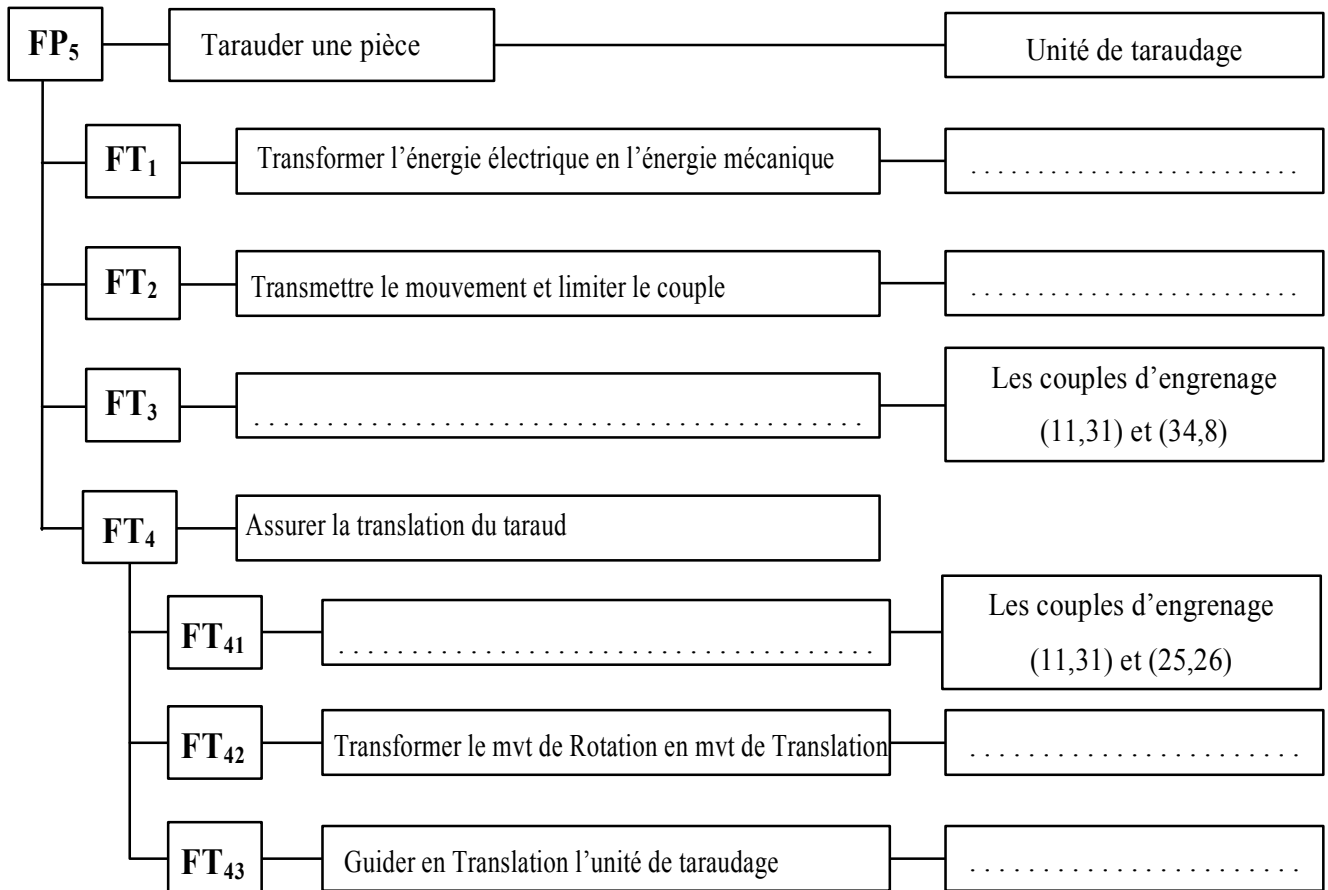 FP5 Tarauder une pièce Unité de taraudage
FT1 Transformer l’énergie électrique en l’énergie mécanique . . . . . . . . . . . . . . . . . . . . . . . . .
FT2 Transmettre le mouvement et limiter le couple . . . . . . . . . . . . . . . . . . . . . . . . .
FT3 . . . . . . . . . . . . . . . . . . . . . . . . . . . . . . . . . . . . . . . . . . Les couples d’engrenage
(11,31) et (34,8)
FT4 Assurer la translation du taraud
FT41 . . . . . . . . . . . . . . . . . . . . . . . . . . . . . . . . . . . . . Les couples d’engrenage
(11,31) et (25,26)
FT42 Transformer le mvt de Rotation en mvt de Translation . . . . . . . . . . . . . . . . . . . . . . .
FT43 Guider en Translation l’unité de taraudage . . . . . . . . . . . . . . . . . . . . . . .